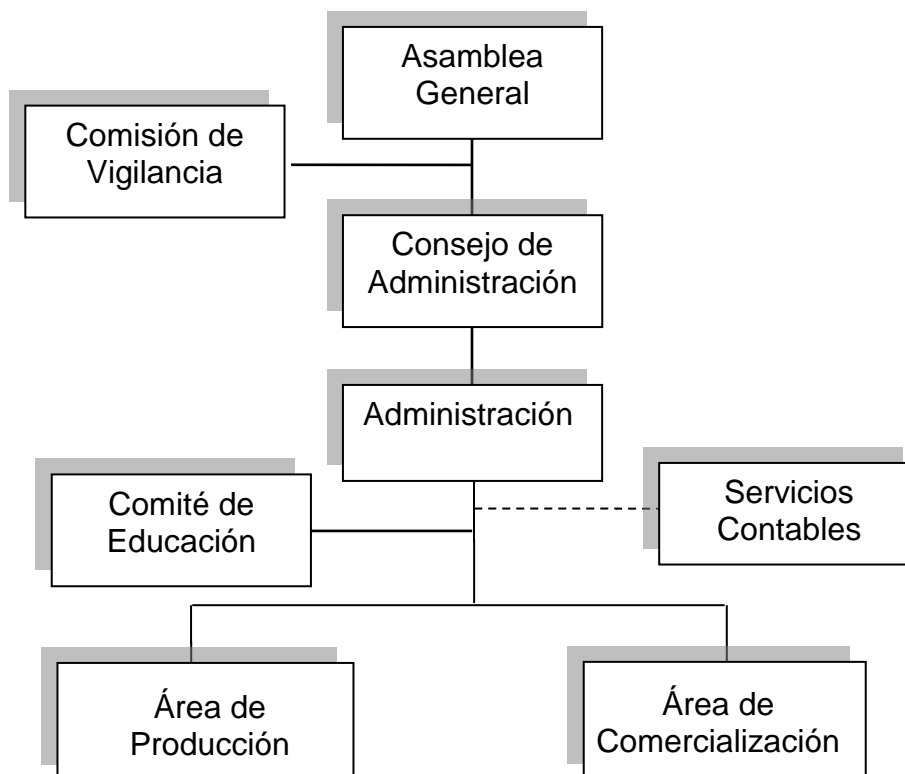 Asamblea
General
Comisión de
Vigilancia
Consejo de
Administración
Administración
Comité de
Educación
Servicios
Contables
Área de
Producción
Área de
Comercialización